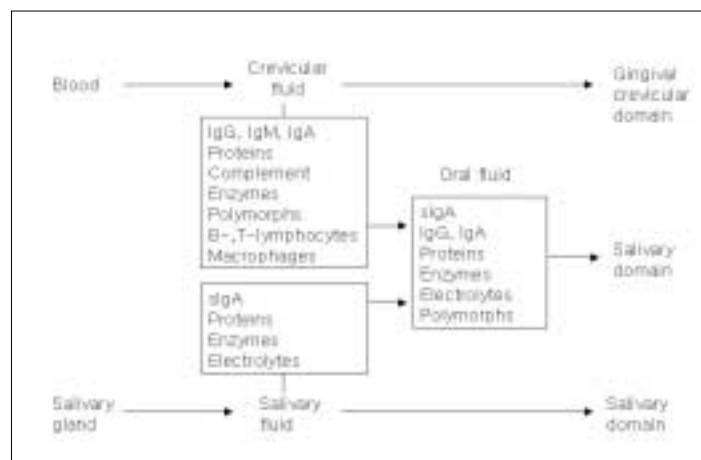 Blood
Crevicular
fluid
Gingival
crevicular
domain
IgG, IgM, IgA
Proteins
Complement
Enzymes
Polymorphs
B-,T-lymphocytes
Macrophages
Oral fluid
sIgA
IgG, IgA
Proteins
Enzymes
Electrolytes
Polymorphs
Salivary
domain
sIgA
Proteins
Enzymes
Electrolytes
Salivary
gland
Salivary
fluid
Salivary
domain